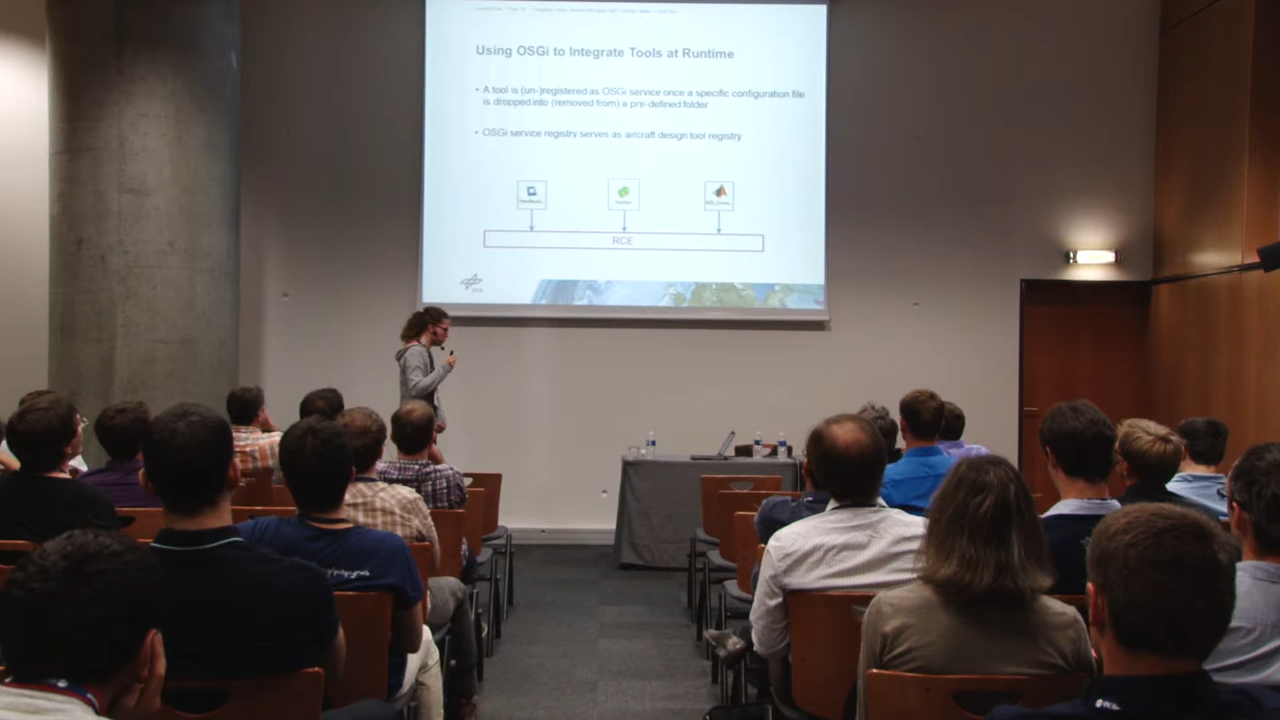 Using OSGi to Integrate Tools at Runtime
• A tool is (un-)registered as OSGi service once a specific configuration file
is dropped into (removed from) a pre-defined folder
• OSGi service registry serves as aircraft design tool registry
RCE
DLR